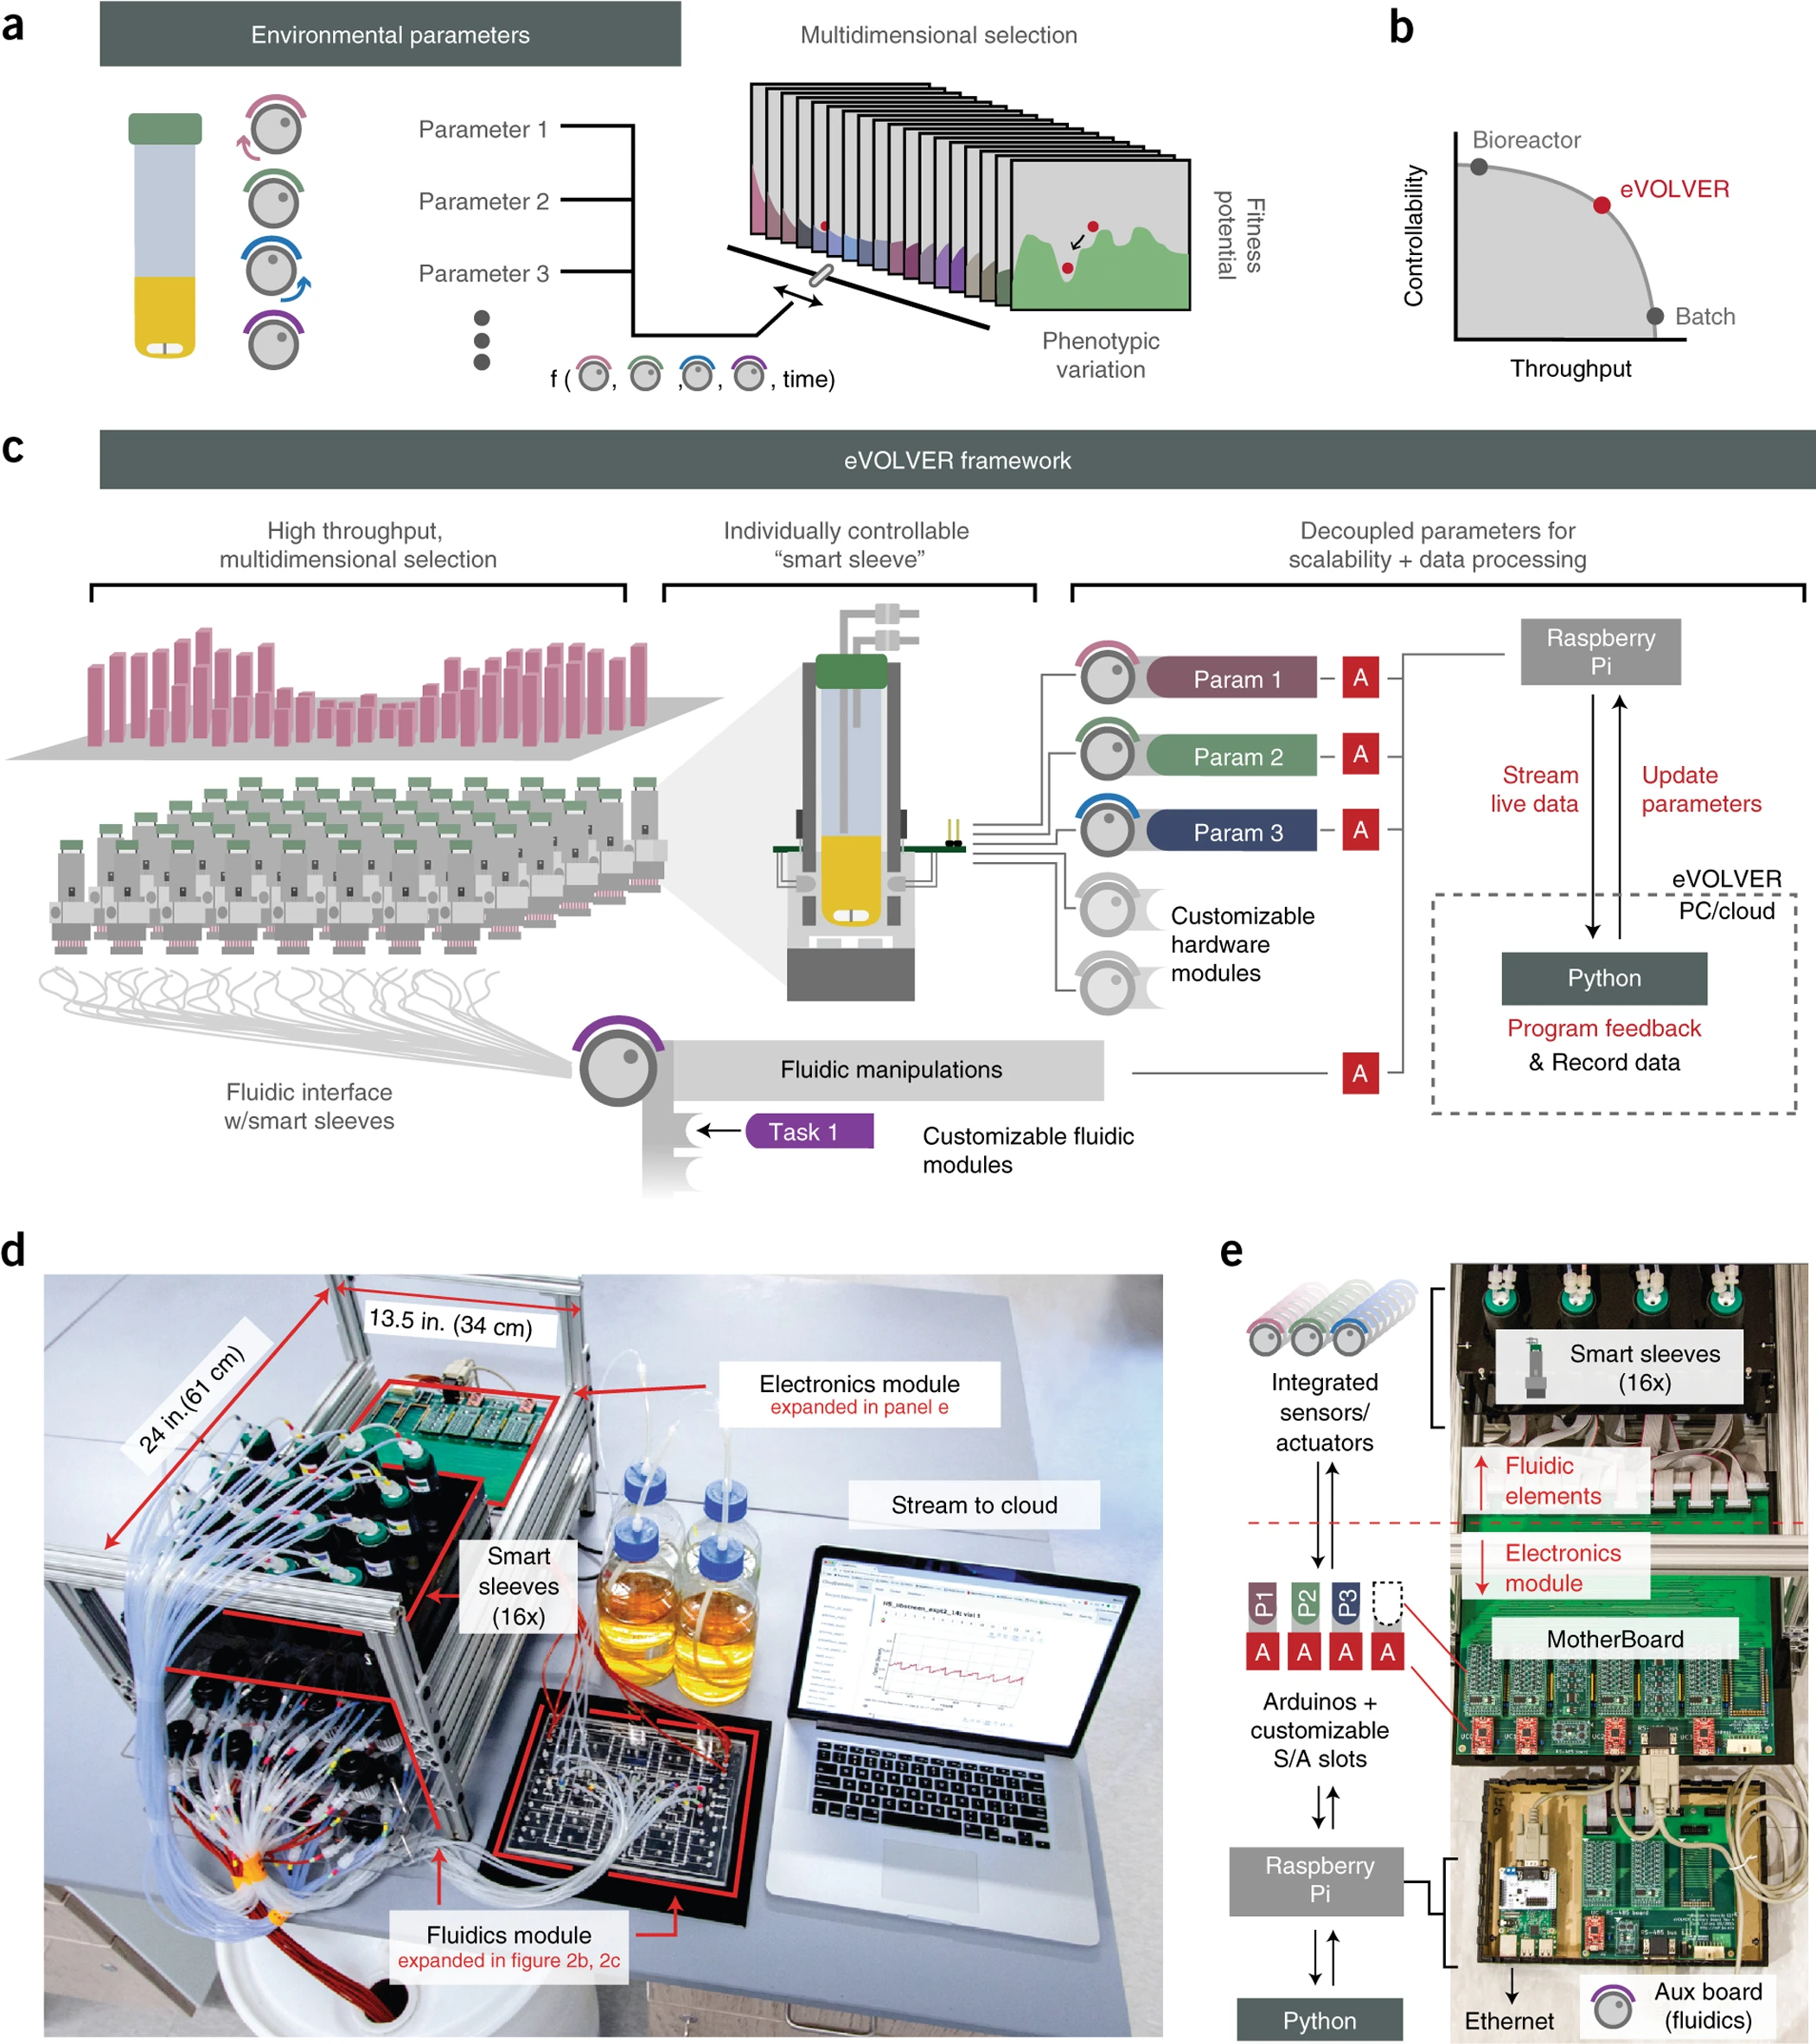 a
Environmental parameters
Multidimensional selection
Parameter 1
Parameter 2
Parameter 3
f ( , , , , time)
Fitness
potential
Phenotypic
variation
b
Controllability
Bioreactor
eVOLVER
Batch
Throughput
c
eVOLVER framework
High throughput,
multidimensional selection
Individually controllable
“smart sleeve”
Decoupled parameters for
scalability + data processing
Param 1
A
Param 2
A
Param 3
A
Customizable
hardware
modules
Raspberry
Pi
Stream
live data
Update
parameters
eVOLVER
PC/cloud
Python
Program feedback
& Record data
Fluidic interface
w/smart sleeves
Fluidic manipulations
A
Task 1
Customizable fluidic
modules
d
13.5 in. (34 cm)
24 in.(61 cm)
Electronics module
expanded in panel e
Stream to cloud
Smart
sleeves
(16x)
Fluidics module
expanded in figure 2b, 2c
e
Integrated
sensors/
actuators
Smart sleeves
(16x)
Fluidic
elements
Electronics
module
P1 P2 P3
A A A A
MotherBoard
Arduinos +
customizable
S/A slots
Raspberry
Pi
Python
Ethernet
Aux board
(fluidics)